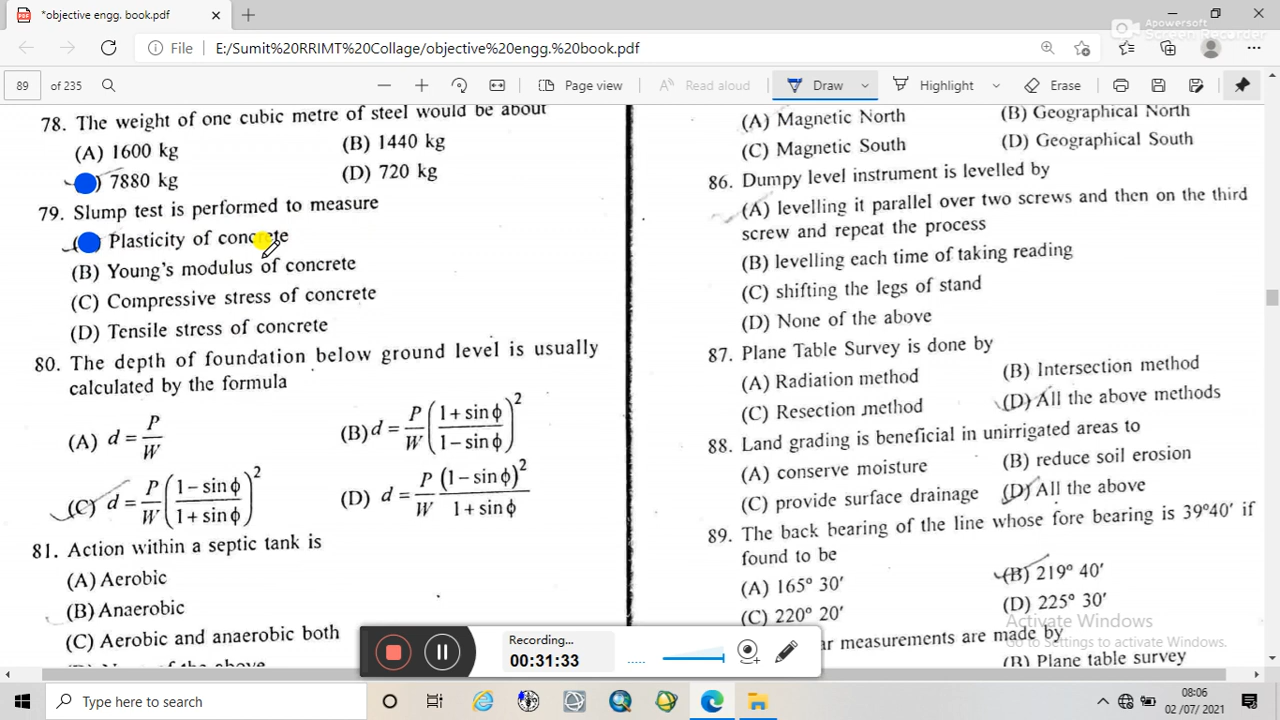 *objective engg. book.pdf
Apowersoft
Screen Recorder
File E:/Sumit%20RRIMT%20Collage/objective%20engg.%20book.pdf
89 of 235 Page view Read aloud Draw Highlight Erase
78. The weight of one cubic metre of steel would be about
(A) 1600 kg (B) 1440 kg
) 7880 kg (D) 720 kg
79. Slump test is performed to measure
( Plasticity of concrete
(B) Young's modulus of concrete
(C) Compressive stress of concrete
(D) Tensile stress of concrete
80. The depth of foundation below ground level is usually
calculated by the formula
(A) d = P/W (B) d = P/W ((1 + sin ϕ)/(1 − sin ϕ))²
(C) d = P/W ((1 − sin ϕ)/(1 + sin ϕ))² (D) d = P/W (1 − sin ϕ)²/(1 + sin ϕ)
81. Action within a septic tank is
(A) Aerobic
(B) Anaerobic
(C) Aerobic and anaerobic both
(A) Magnetic North (B) Geographical North
(C) Magnetic South (D) Geographical South
86. Dumpy level instrument is levelled by
(A) levelling it parallel over two screws and then on the third
screw and repeat the process
(B) levelling each time of taking reading
(C) shifting the legs of stand
(D) None of the above
87. Plane Table Survey is done by
(A) Radiation method (B) Intersection method
(C) Resection method (D) All the above methods
88. Land grading is beneficial in unirrigated areas to
(A) conserve moisture (B) reduce soil erosion
(C) provide surface drainage (D) All the above
89. The back bearing of the line whose fore bearing is 39º40′ if
found to be
(A) 165º 30′ (B) 219º 40′
(C) 220º 20′ (D) 225º 30′
ar measurements are made by
(B) Plane table survey
Activate Windows
Go to Settings to activate Windows.
Recording...
00:31:33
Type here to search
08:06
02 /07/ 2021